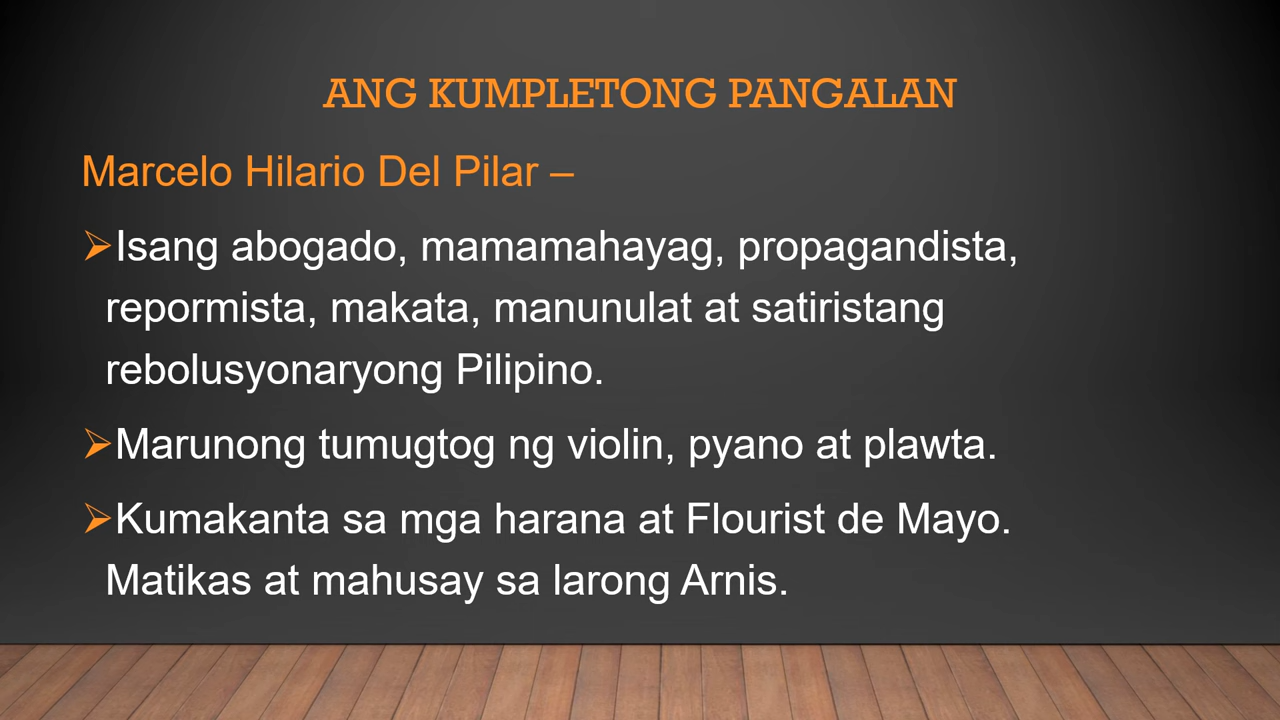 ANG KUMPLETONG PANGALAN
Marcelo Hilario Del Pilar –
➢Isang abogado, mamamahayag, propagandista,
repormista, makata, manunulat at satiristang
rebolusyonaryong Pilipino.
➢Marunong tumugtog ng violin, pyano at plawta.
➢Kumakanta sa mga harana at Flourist de Mayo.
Matikas at mahusay sa larong Arnis.